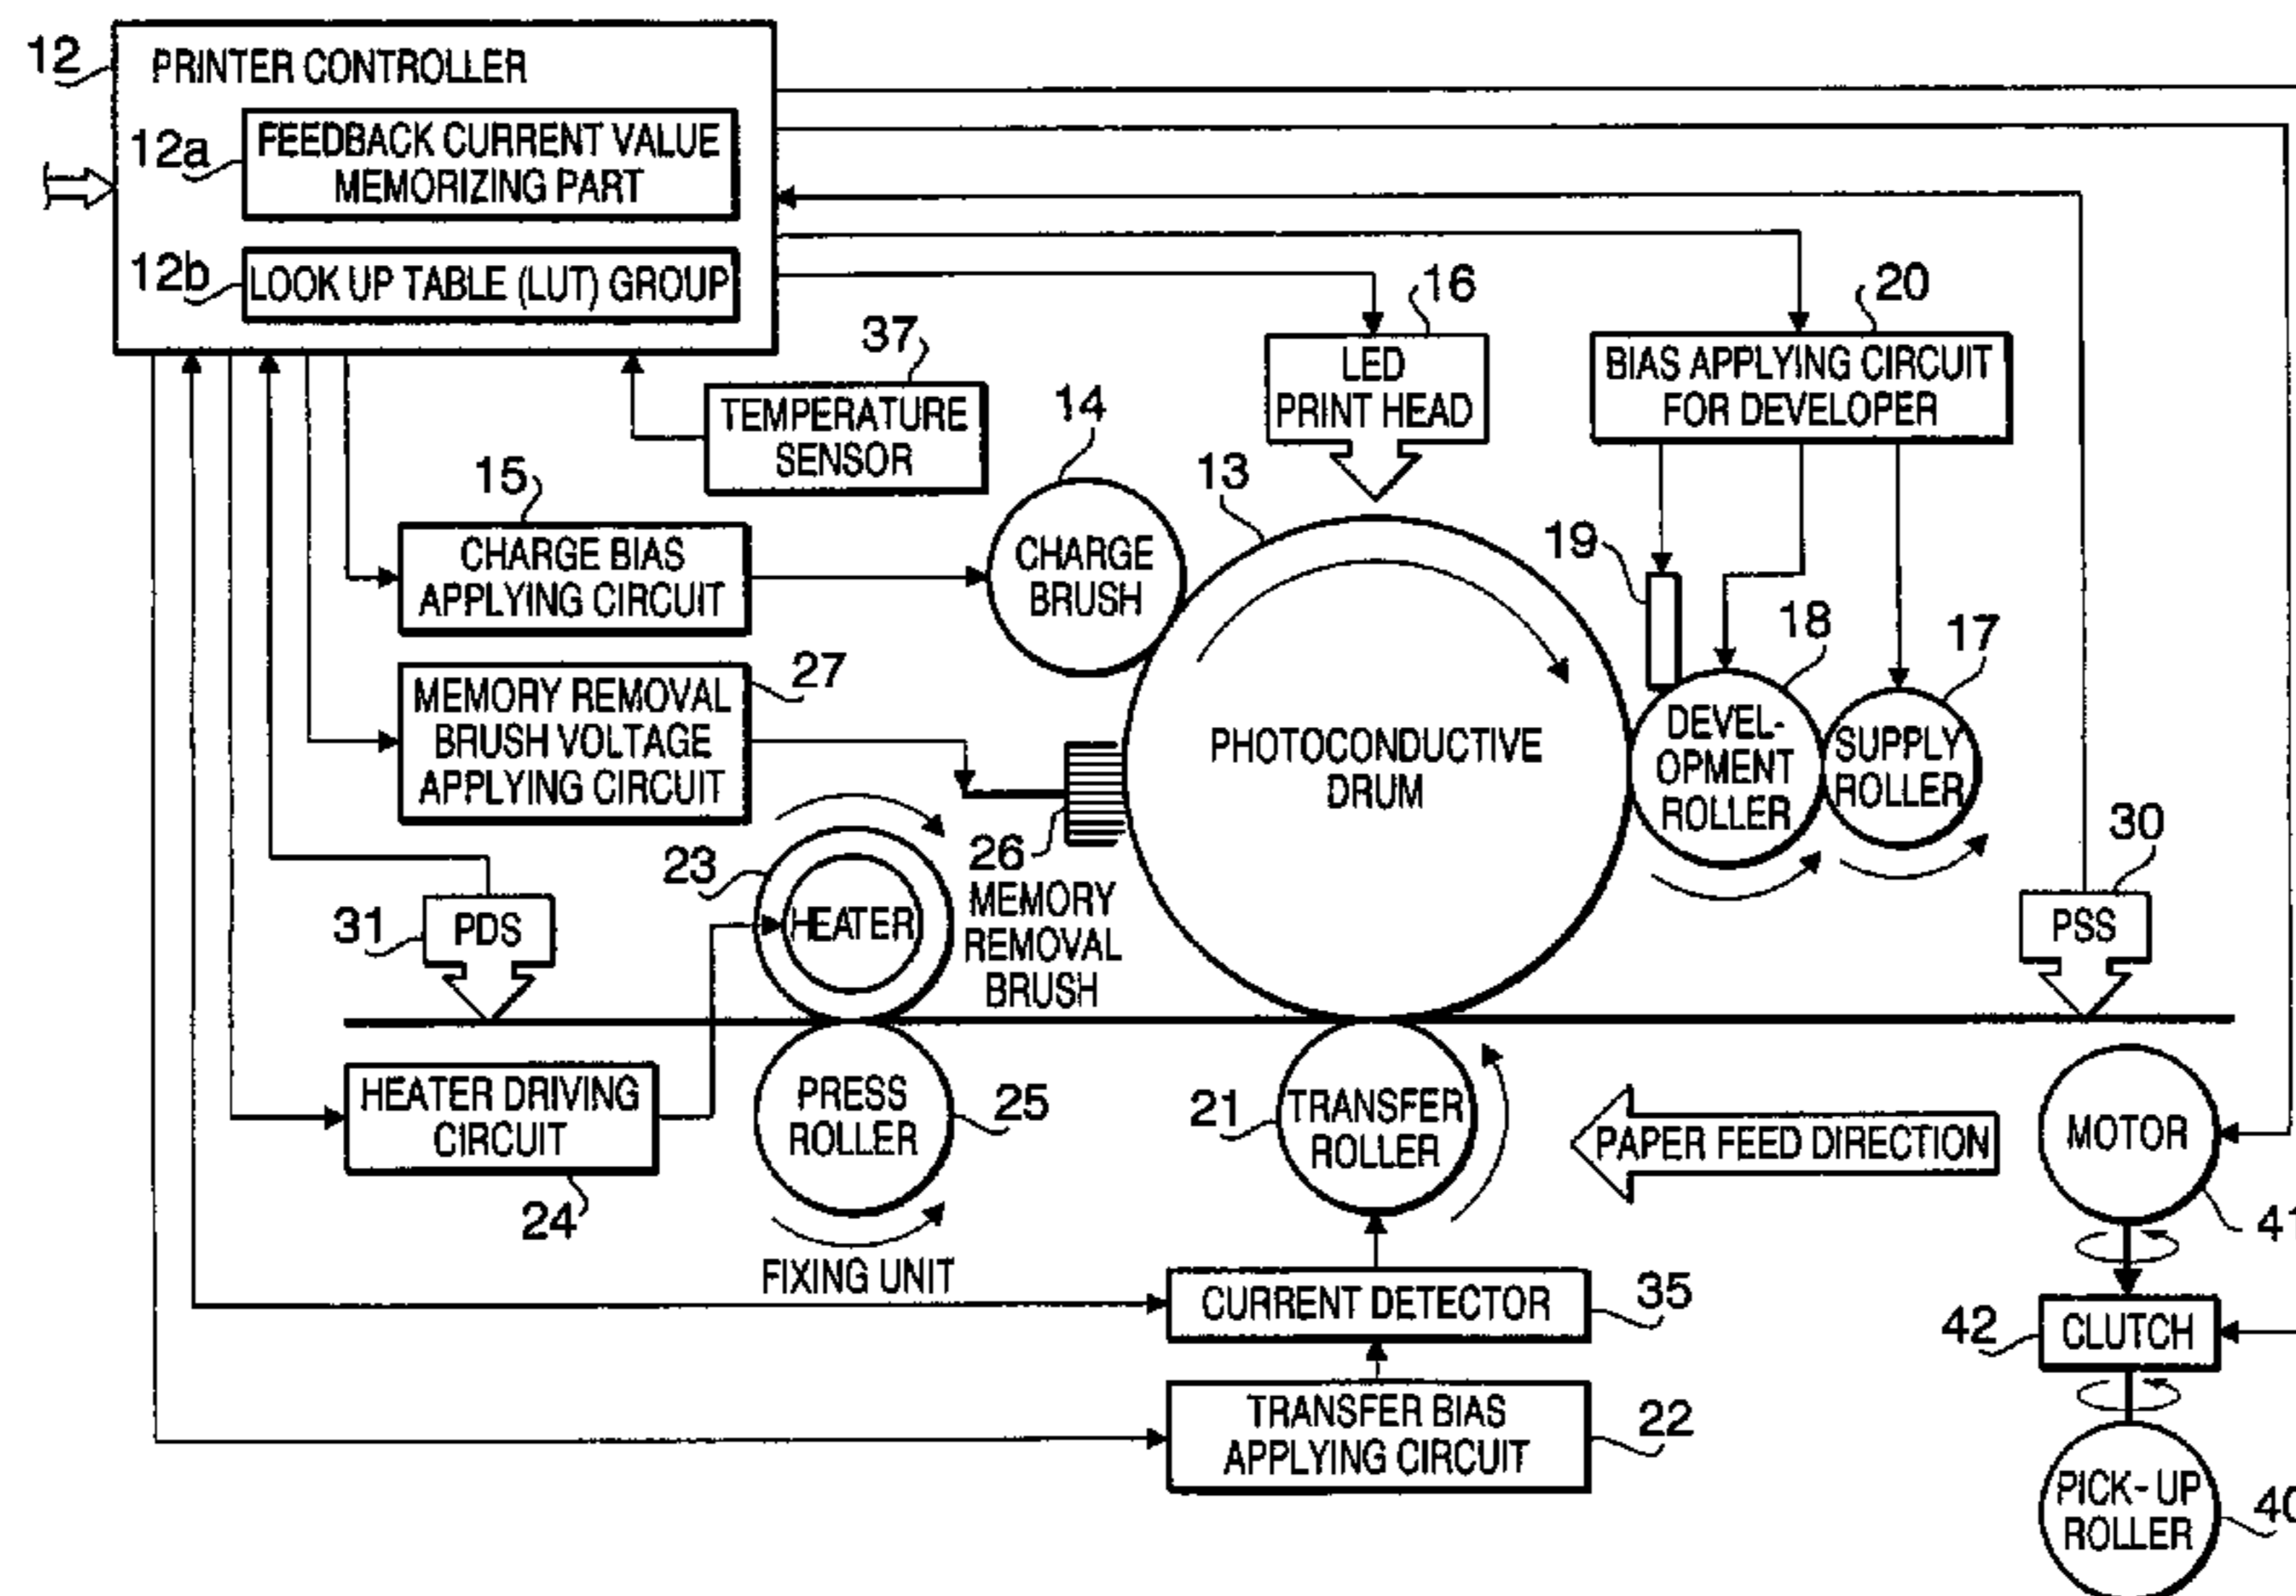 12
PRINTER CONTROLLER
12a
FEEDBACK CURRENT VALUE
MEMORIZING PART
12b
LOOK UP TABLE (LUT) GROUP
37
TEMPERATURE
SENSOR
16
LED
PRINT HEAD
20
BIAS APPLYING CIRCUIT
FOR DEVELOPER
14
CHARGE
BRUSH
15
CHARGE BIAS
APPLYING CIRCUIT
13
PHOTOCONDUCTIVE
DRUM
19
18
DEVEL-
OPMENT
ROLLER
17
SUPPLY
ROLLER
27
MEMORY REMOVAL
BRUSH VOLTAGE
APPLYING CIRCUIT
26
MEMORY
REMOVAL
BRUSH
23
HEATER
31
PDS
30
PSS
HEATER DRIVING
CIRCUIT
24
PRESS
ROLLER
25
FIXING UNIT
21
TRANSFER
ROLLER
PAPER FEED DIRECTION
MOTOR
41
CURRENT DETECTOR
35
42
CLUTCH
TRANSFER BIAS
APPLYING CIRCUIT
22
PICK-UP
ROLLER
40